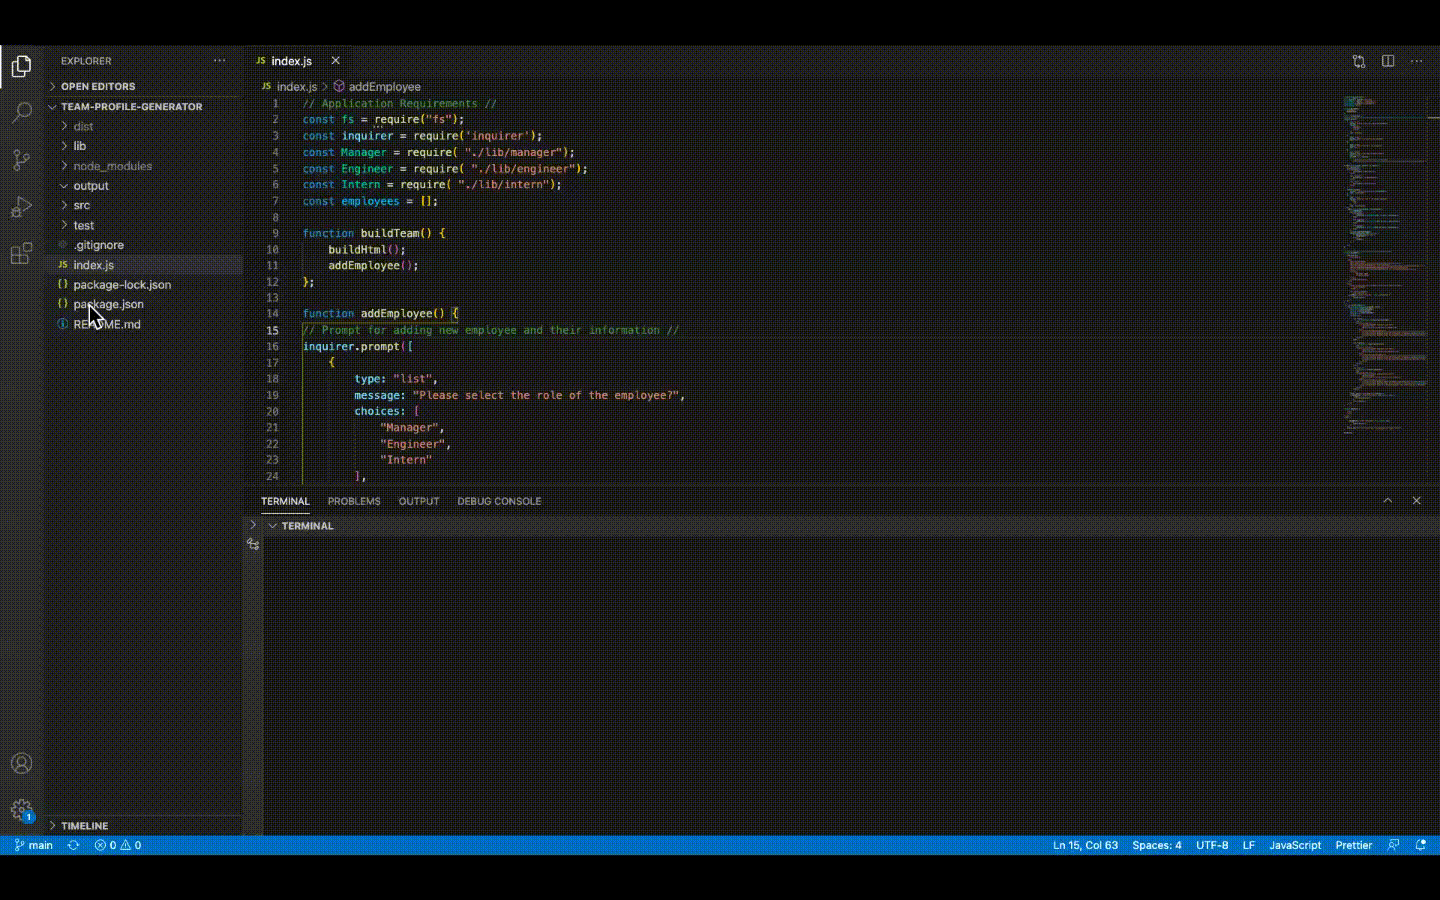 EXPLORER
OPEN EDITORS
TEAM-PROFILE-GENERATOR
dist
lib
node_modules
output
src
test
.gitignore
JS index.js
{} package-lock.json
{} package.json
README.md
TIMELINE
JS index.js
JS index.js > addEmployee
1 // Application Requirements //
2 const fs = require("fs");
3 const inquirer = require('inquirer');
4 const Manager = require( "./lib/manager");
5 const Engineer = require( "./lib/engineer");
6 const Intern = require( "./lib/intern");
7 const employees = [];
8
9 function buildTeam() {
10     buildHtml();
11     addEmployee();
12 };
13
14 function addEmployee() {
15 // Prompt for adding new employee and their information //
16 inquirer.prompt([
17     {
18         type: "list",
19         message: "Please select the role of the employee?",
20         choices: [
21             "Manager",
22             "Engineer",
23             "Intern"
24         ],
TERMINAL PROBLEMS OUTPUT DEBUG CONSOLE
TERMINAL
1
main 0 0 Ln 15, Col 63 Spaces: 4 UTF-8 LF JavaScript Prettier